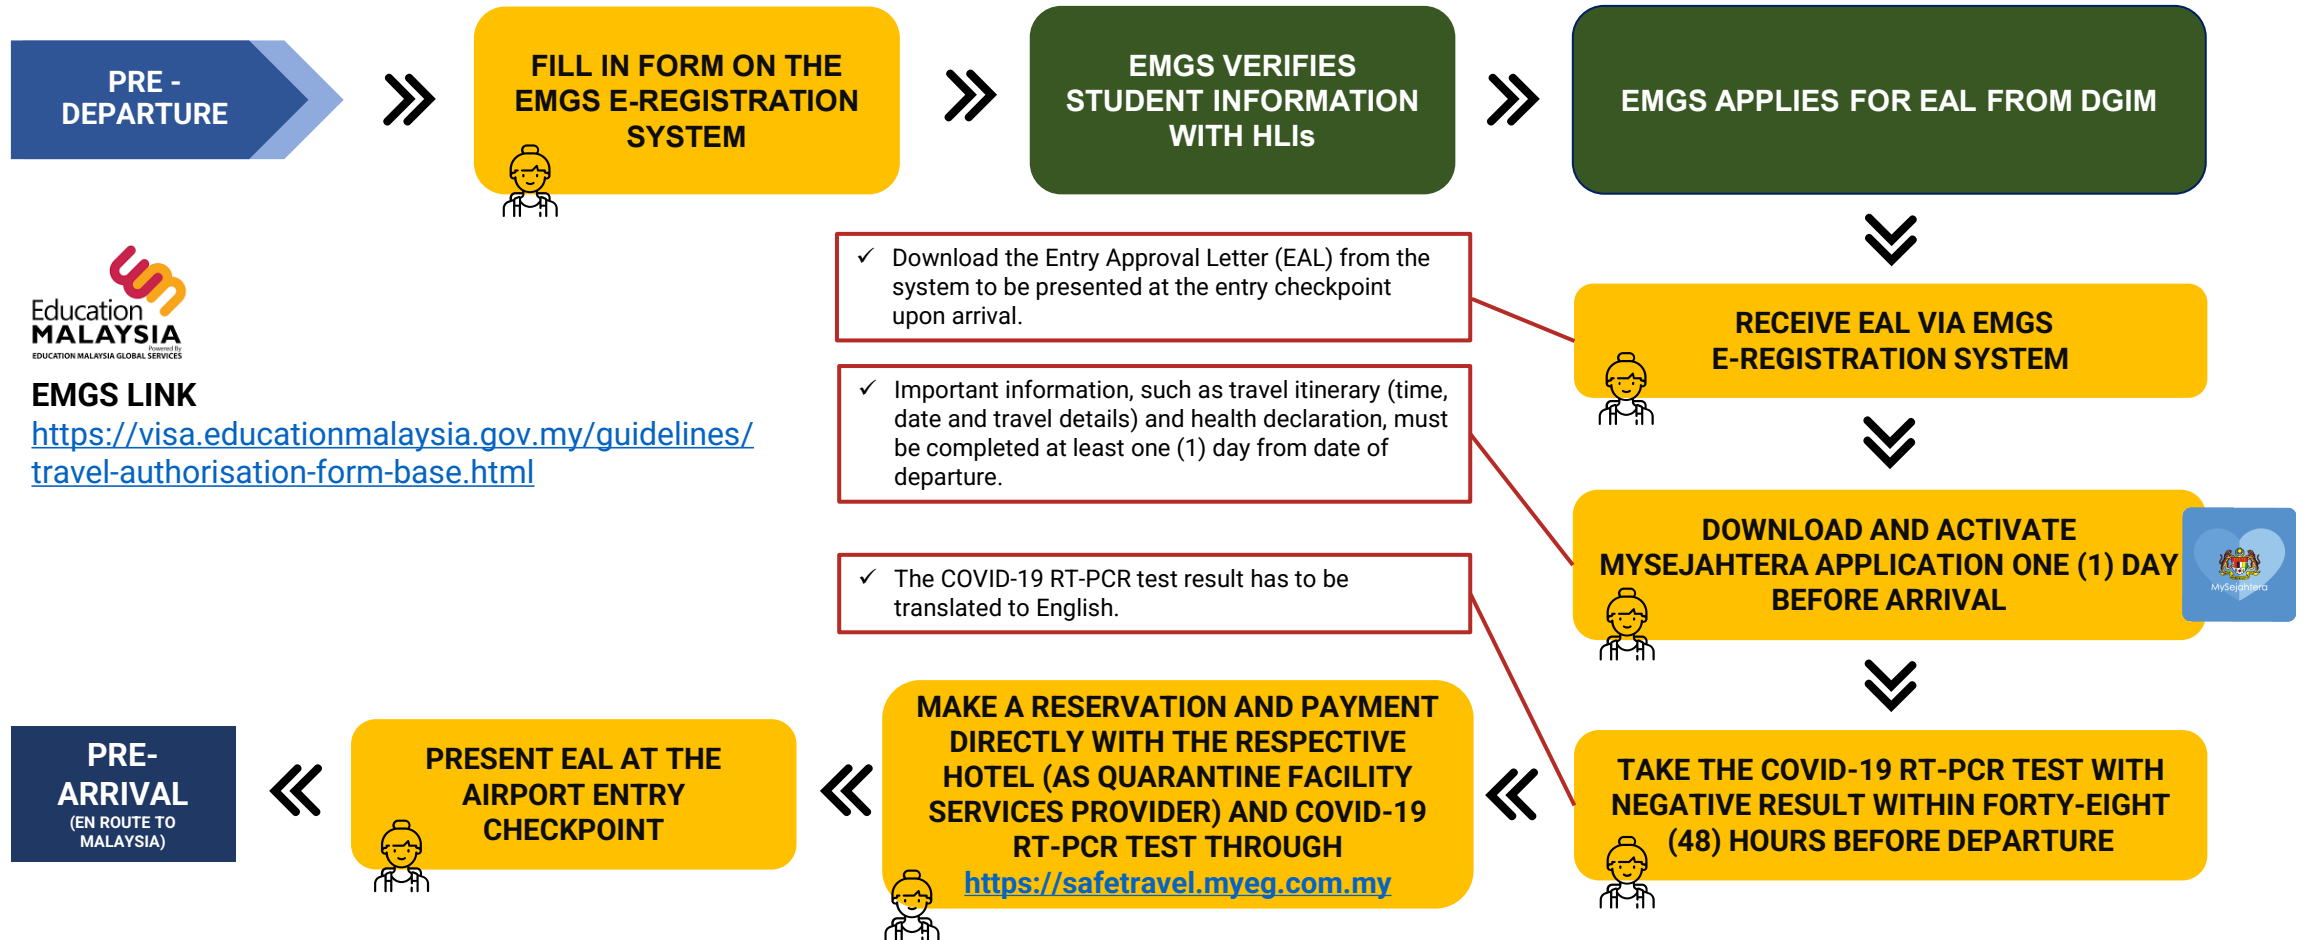 PRE -
DEPARTURE
FILL IN FORM ON THE
EMGS E-REGISTRATION
SYSTEM
EMGS VERIFIES
STUDENT INFORMATION
WITH HLIs
EMGS APPLIES FOR EAL FROM DGIM
Education
MALAYSIA
Powered By
EDUCATION MALAYSIA GLOBAL SERVICES
EMGS LINK
https://visa.educationmalaysia.gov.my/guidelines/
travel-authorisation-form-base.html
✓ Download the Entry Approval Letter (EAL) from the
system to be presented at the entry checkpoint
upon arrival.
RECEIVE EAL VIA EMGS
E-REGISTRATION SYSTEM
✓ Important information, such as travel itinerary (time,
date and travel details) and health declaration, must
be completed at least one (1) day from date of
departure.
DOWNLOAD AND ACTIVATE
MYSEJAHTERA APPLICATION ONE (1) DAY
BEFORE ARRIVAL
MySejahtera
✓ The COVID-19 RT-PCR test result has to be
translated to English.
TAKE THE COVID-19 RT-PCR TEST WITH
NEGATIVE RESULT WITHIN FORTY-EIGHT
(48) HOURS BEFORE DEPARTURE
MAKE A RESERVATION AND PAYMENT
DIRECTLY WITH THE RESPECTIVE
HOTEL (AS QUARANTINE FACILITY
SERVICES PROVIDER) AND COVID-19
RT-PCR TEST THROUGH
https://safetravel.myeg.com.my
PRESENT EAL AT THE
AIRPORT ENTRY
CHECKPOINT
PRE-
ARRIVAL
(EN ROUTE TO
MALAYSIA)